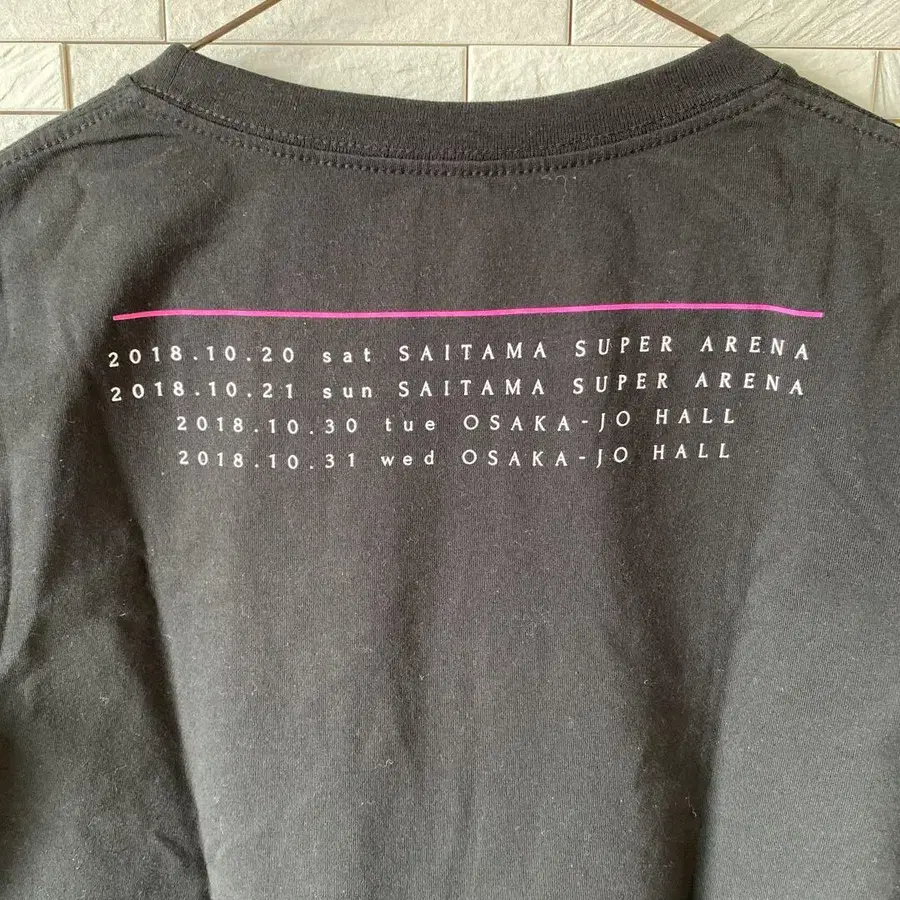 2018.10.20 sat SAITAMA SUPER ARENA
2018.10.21 sun SAITAMA SUPER ARENA
2018.10.30 tue OSAKA-JO HALL
2018.10.31 wed OSAKA-JO HALL